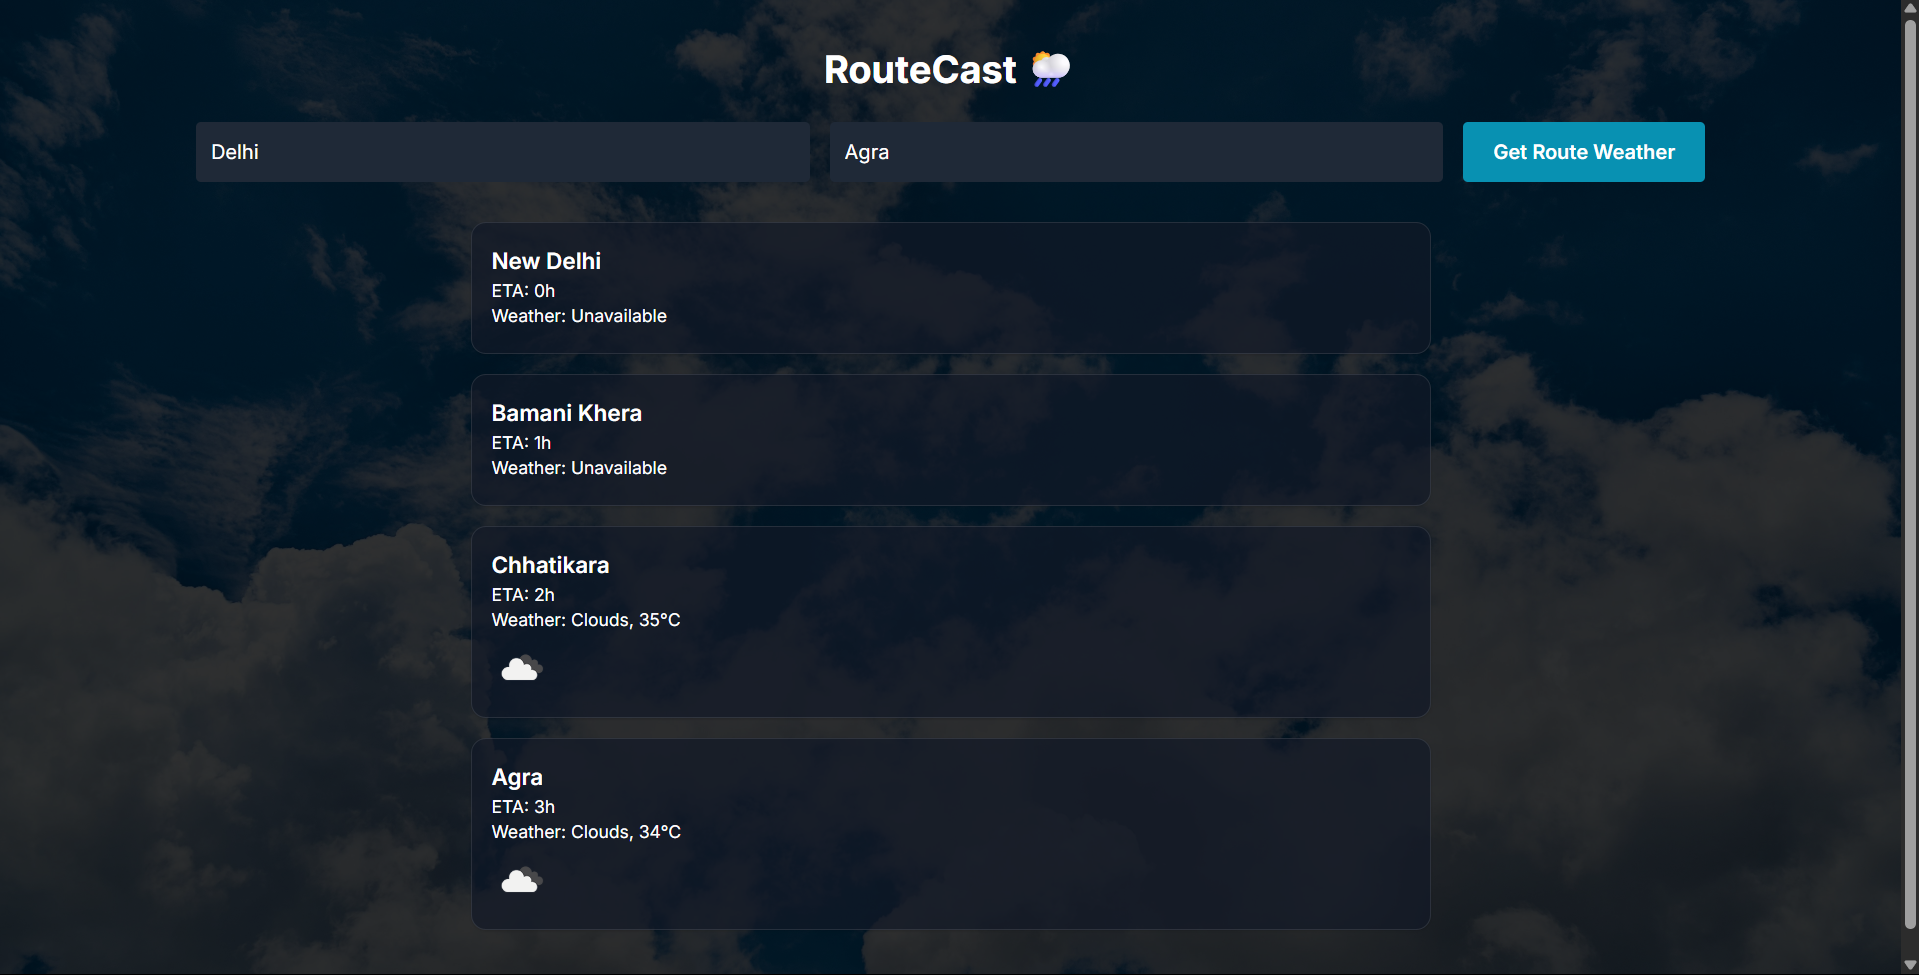 RouteCast
Delhi
Agra
Get Route Weather
New Delhi
ETA: 0h
Weather: Unavailable
Bamani Khera
ETA: 1h
Weather: Unavailable
Chhatikara
ETA: 2h
Weather: Clouds, 35°C
Agra
ETA: 3h
Weather: Clouds, 34°C